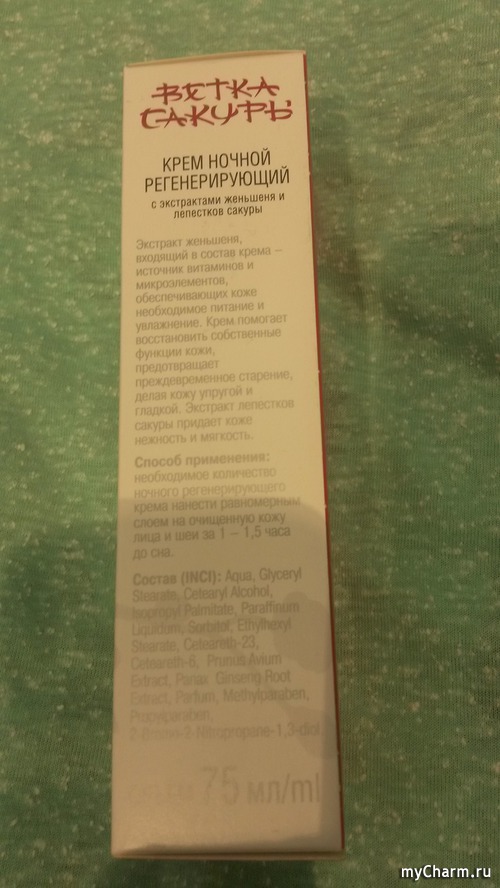 ВЕТКА
САКУРЫ
КРЕМ НОЧНОЙ
РЕГЕНЕРИРУЮЩИЙ
с экстрактами женьшеня и
лепестков сакуры
Экстракт женьшеня,
входящий в состав крема –
источник витаминов и
микроэлементов,
обеспечивающих коже
необходимое питание и
увлажнение. Крем помогает
восстановить собственные
функции кожи,
предотвращает
преждевременное старение,
делая кожу упругой и
гладкой. Экстракт лепестков
сакуры придает коже
нежность и мягкость.
Способ применения:
необходимое количество
ночного регенерирующего
крема нанести равномерным
слоем на очищенную кожу
лица и шеи за 1 – 1,5 часа
до сна.
Состав (INCI): Aqua, Glyceryl
Stearate, Cetearyl Alcohol,
Isopropyl Palmitate, Paraffinum
Liquidum, Sorbitol, Ethylhexyl
Stearate, Ceteareth-23,
Ceteareth-6, Prunus Avium
Extract, Panax Ginseng Root
Extract, Parfum, Methylparaben,
Propylparaben,
2-Bromo-2-Nitropropane-1,3-diol.
75 мл/ml
myCharm.ru